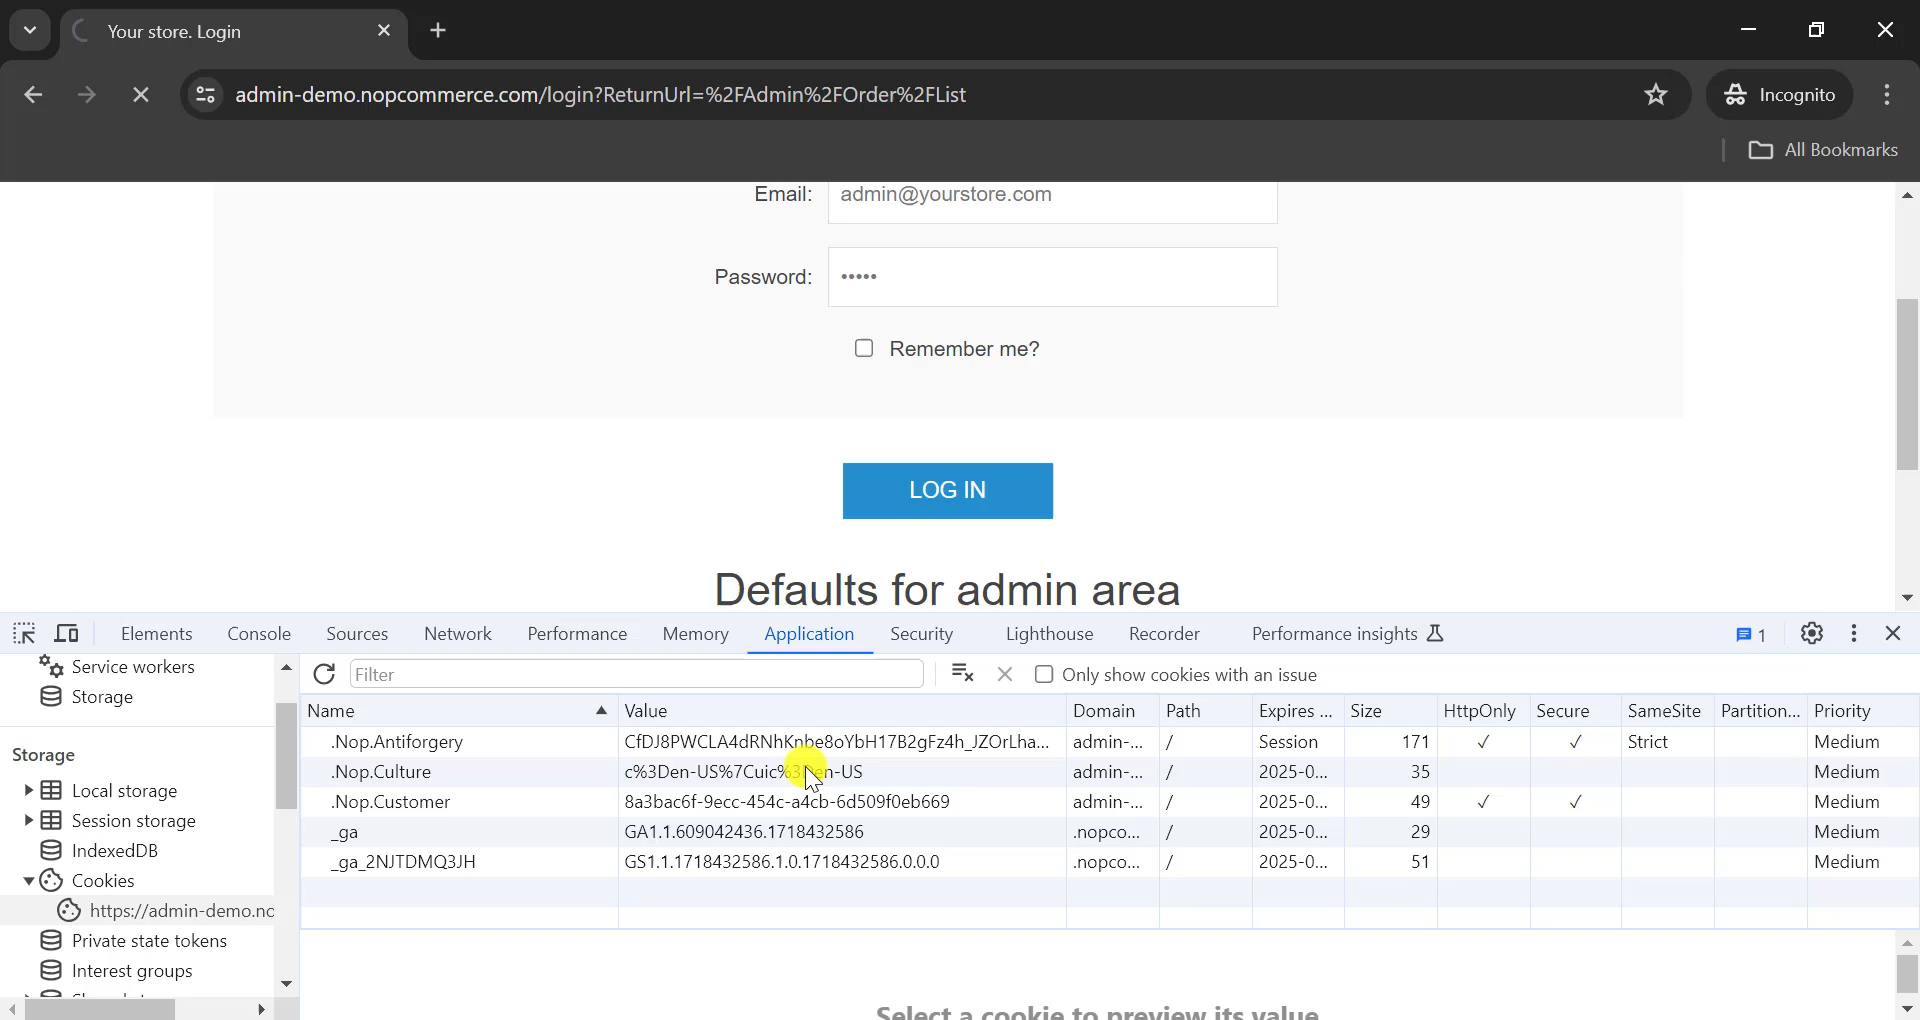 Your store. Login
admin-demo.nopcommerce.com/login?ReturnUrl=%2FAdmin%2FOrder%2FList
Incognito
All Bookmarks
Email: admin@yourstore.com
Password: •••••
Remember me?
LOG IN
Defaults for admin area
Elements Console Sources Network Performance Memory Application Security Lighthouse Recorder Performance insights 1
Service workers
Storage
Filter
Only show cookies with an issue
Storage
Local storage
Session storage
IndexedDB
Cookies
https://admin-demo.nc
Private state tokens
Interest groups
Name Value Domain Path Expires ... Size HttpOnly Secure SameSite Partition... Priority
.Nop.Antiforgery CfDJ8PWCLA4dRNhKnbe8oYbH17B2gFz4h_JZOrLha... admin-... / Session 171 ✓ ✓ Strict Medium
.Nop.Culture c%3Den-US%7Cuic%3Den-US admin-... / 2025-0... 35 Medium
.Nop.Customer 8a3bac6f-9ecc-454c-a4cb-6d509f0eb669 admin-... / 2025-0... 49 ✓ ✓ Medium
_ga GA1.1.609042436.1718432586 .nopco... / 2025-0... 29 Medium
_ga_2NJTDMQ3JH GS1.1.1718432586.1.0.1718432586.0.0.0 .nopco... / 2025-0... 51 Medium
Select a cookie to preview its value